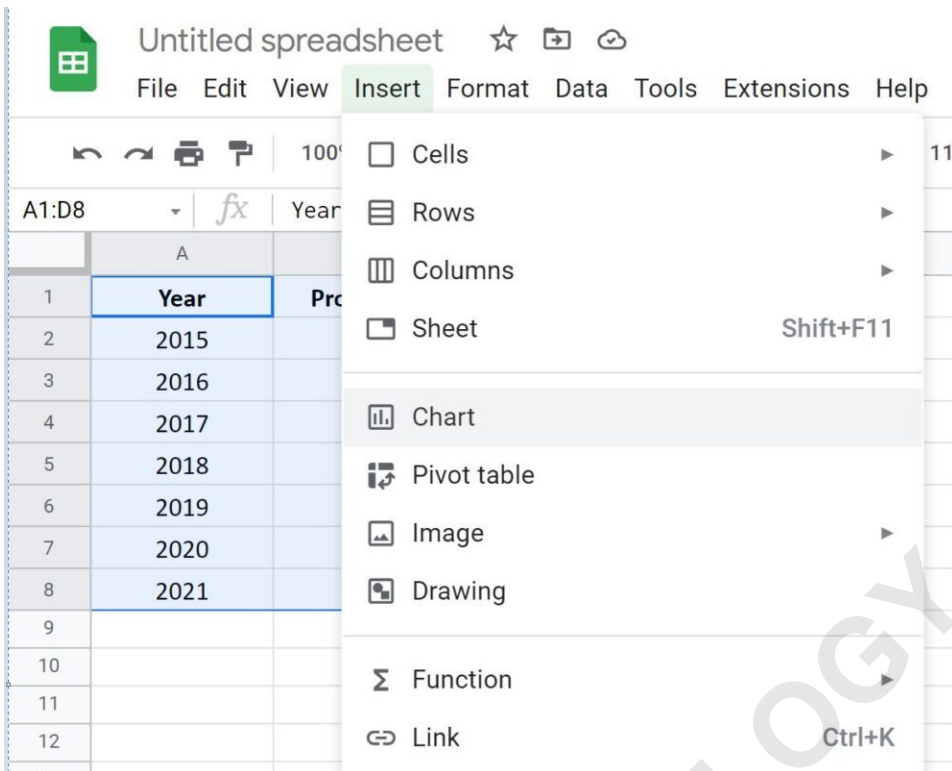 Untitled spreadsheet
File Edit View Insert Format Data Tools Extensions Help
100
11
A1:D8 fx Year
A
1 Year Pro
2 2015
3 2016
4 2017
5 2018
6 2019
7 2020
8 2021
9
10
11
12
Cells
Rows
Columns
Sheet Shift+F11
Chart
Pivot table
Image
Drawing
Σ Function
Link Ctrl+K
LOGY